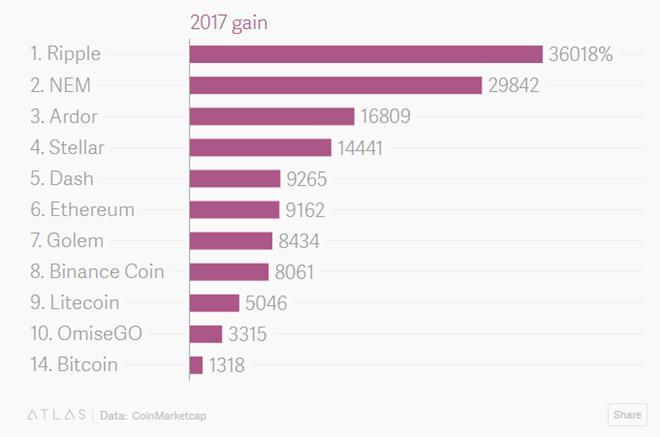 2017 gain
1. Ripple 36018%
2. NEM 29842
3. Ardor 16809
4. Stellar 14441
5. Dash 9265
6. Ethereum 9162
7. Golem 8434
8. Binance Coin 8061
9. Litecoin 5046
10. OmiseGO 3315
14. Bitcoin 1318
ATLAS | Data: CoinMarketcap Share